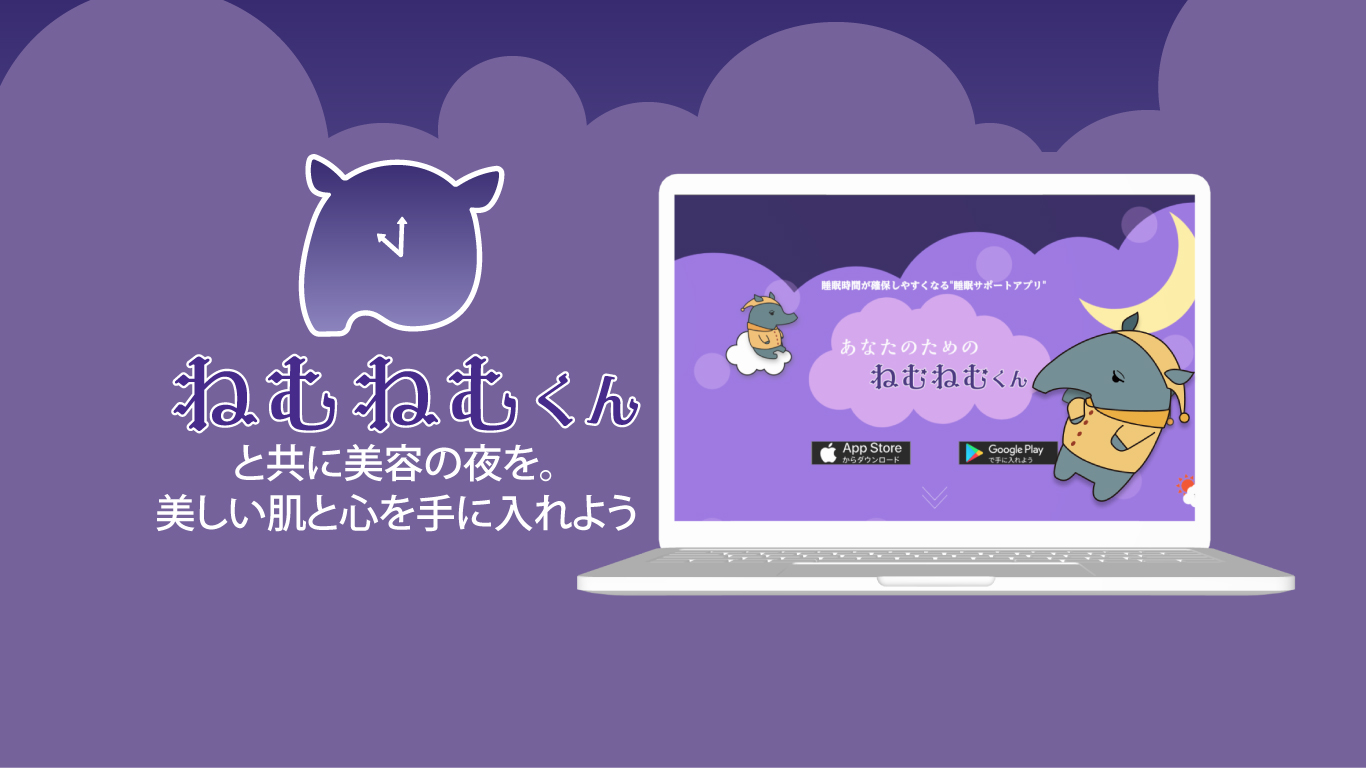 ねむねむくん
と共に美容の夜を。
美しい肌と心を手に入れよう
睡眠時間が確保しやすくなる"睡眠サポートアプリ"
あなたのための
ねむねむくん
App Store
からダウンロード
Google Play
で手に入れよう